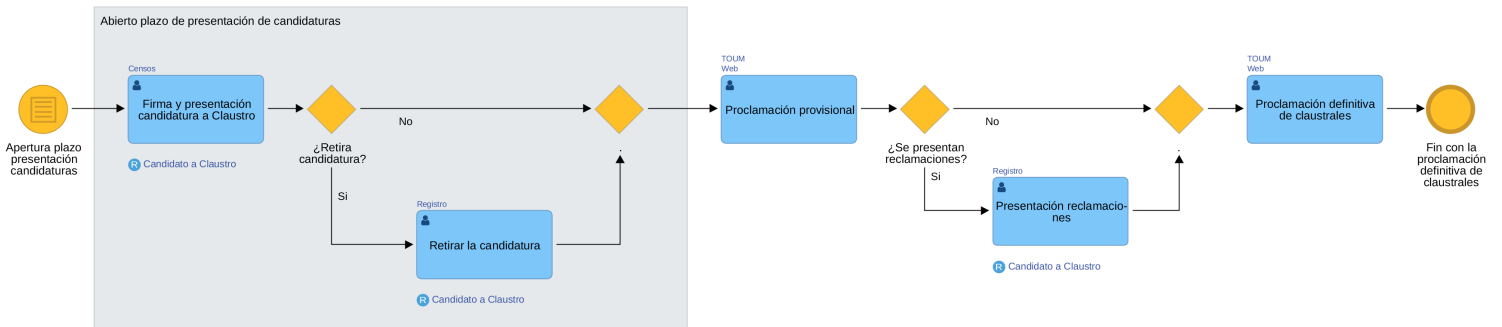 Abierto plazo de presentación de candidaturas
Apertura plazo
presentación
candidaturas
Censos
Firma y presentación
candidatura a Claustro
R Candidato a Claustro
¿Retira
candidatura?
No
Si
Registro
Retirar la candidatura
R Candidato a Claustro
.
TOUM
Web
Proclamación provisional
¿Se presentan
reclamaciones?
No
Si
Registro
Presentación reclamacio-
nes
R Candidato a Claustro
.
TOUM
Web
Proclamación definitiva
de claustrales
Fin con la
proclamación
definitiva de
claustrales